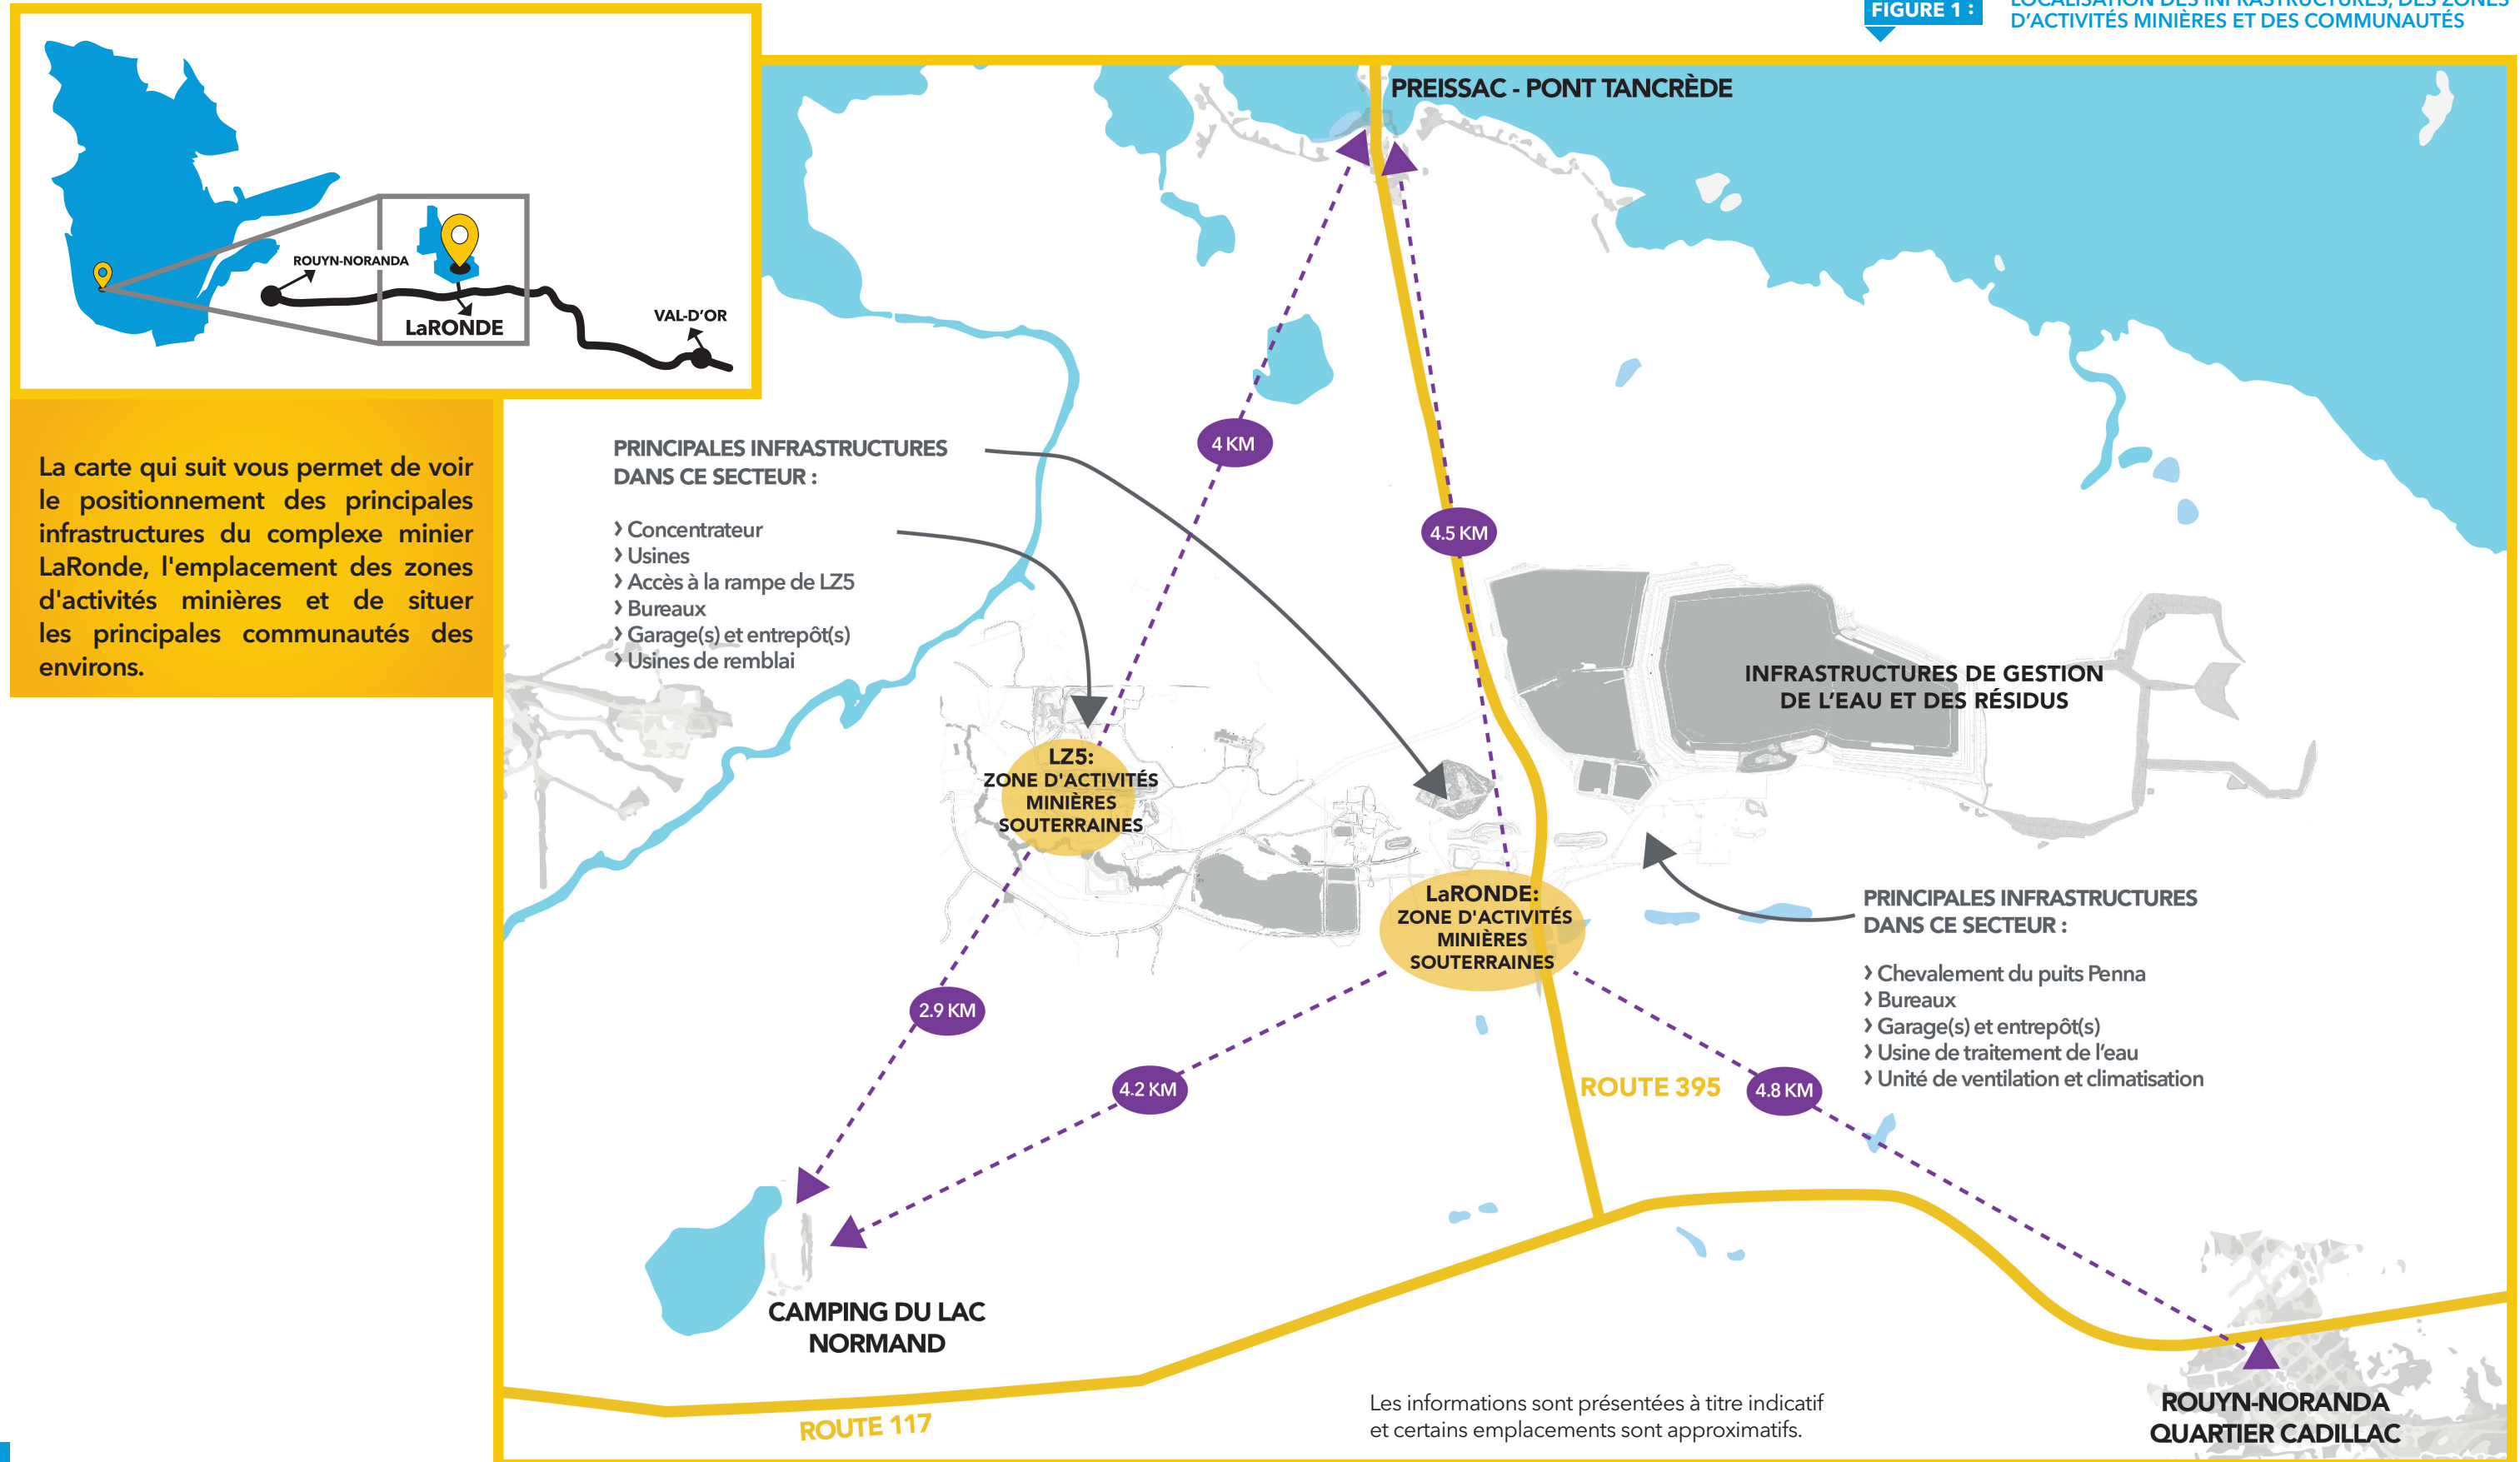 FIGURE 1 :
LOCALISATION DES INFRASTRUCTURES, DES ZONES
D'ACTIVITÉS MINIÈRES ET DES COMMUNAUTÉS
ROUYN-NORANDA
LaRONDE
VAL-D'OR
La carte qui suit vous permet de voir
le positionnement des principales
infrastructures du complexe minier
LaRonde, l'emplacement des zones
d'activités minières et de situer
les principales communautés des
environs.
PREISSAC - PONT TANCRÈDE
PRINCIPALES INFRASTRUCTURES
DANS CE SECTEUR :
› Concentrateur
› Usines
› Accès à la rampe de LZ5
› Bureaux
› Garage(s) et entrepôt(s)
› Usines de remblai
4 KM
4.5 KM
INFRASTRUCTURES DE GESTION
DE L'EAU ET DES RÉSIDUS
LZ5:
ZONE D'ACTIVITÉS
MINIÈRES
SOUTERRAINES
LaRONDE:
ZONE D'ACTIVITÉS
MINIÈRES
SOUTERRAINES
PRINCIPALES INFRASTRUCTURES
DANS CE SECTEUR :
› Chevalement du puits Penna
› Bureaux
› Garage(s) et entrepôt(s)
› Usine de traitement de l'eau
› Unité de ventilation et climatisation
2.9 KM
4.2 KM
ROUTE 395
4.8 KM
CAMPING DU LAC
NORMAND
ROUTE 117
Les informations sont présentées à titre indicatif
et certains emplacements sont approximatifs.
ROUYN-NORANDA
QUARTIER CADILLAC